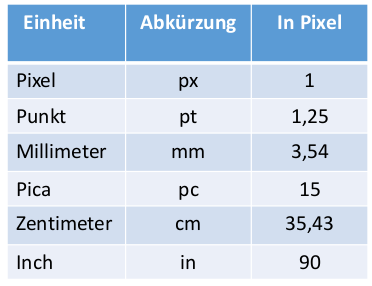 Einheit Abkürzung In Pixel
Pixel px 1
Punkt pt 1,25
Millimeter mm 3,54
Pica pc 15
Zentimeter cm 35,43
Inch in 90